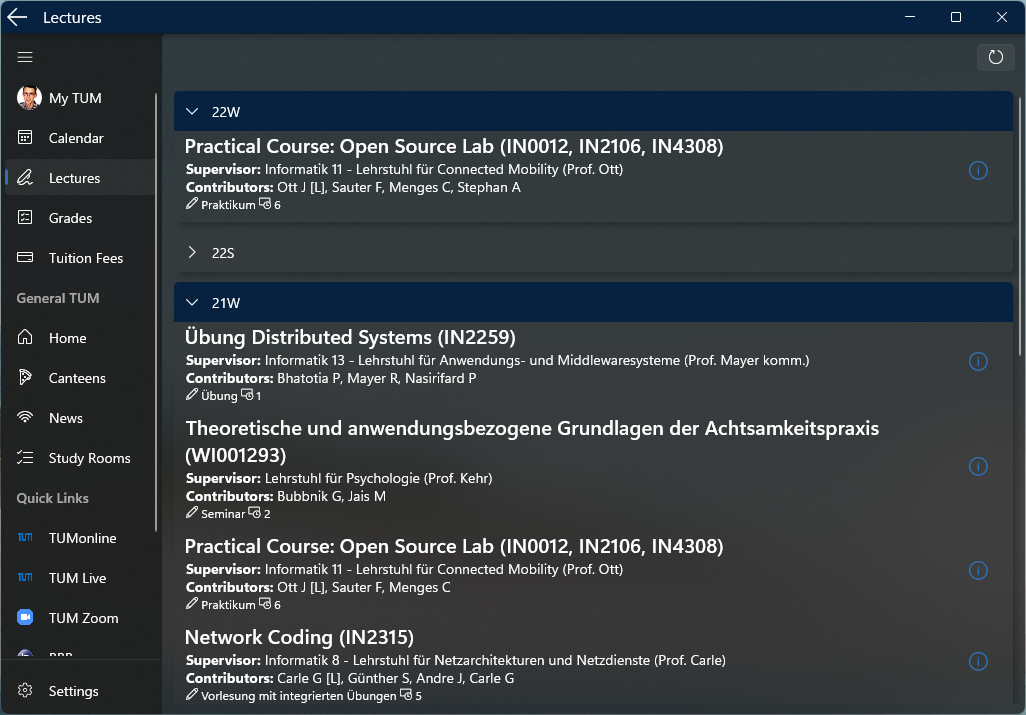 Lectures
My TUM
Calendar
Lectures
Grades
Tuition Fees
General TUM
Home
Canteens
News
Study Rooms
Quick Links
TUMonline
TUM Live
TUM Zoom
Settings
22W
Practical Course: Open Source Lab (IN0012, IN2106, IN4308)
Supervisor: Informatik 11 - Lehrstuhl für Connected Mobility (Prof. Ott)
Contributors: Ott J [L], Sauter F, Menges C, Stephan A
Praktikum 6
22S
21W
Übung Distributed Systems (IN2259)
Supervisor: Informatik 13 - Lehrstuhl für Anwendungs- und Middlewaresysteme (Prof. Mayer komm.)
Contributors: Bhatotia P, Mayer R, Nasirifard P
Übung 1
Theoretische und anwendungsbezogene Grundlagen der Achtsamkeitspraxis
(WI001293)
Supervisor: Lehrstuhl für Psychologie (Prof. Kehr)
Contributors: Bubbnik G, Jais M
Seminar 2
Practical Course: Open Source Lab (IN0012, IN2106, IN4308)
Supervisor: Informatik 11 - Lehrstuhl für Connected Mobility (Prof. Ott)
Contributors: Ott J [L], Sauter F, Menges C
Praktikum 6
Network Coding (IN2315)
Supervisor: Informatik 8 - Lehrstuhl für Netzarchitekturen und Netzdienste (Prof. Carle)
Contributors: Carle G [L], Günther S, Andre J, Carle G
Vorlesung mit integrierten Übungen 5